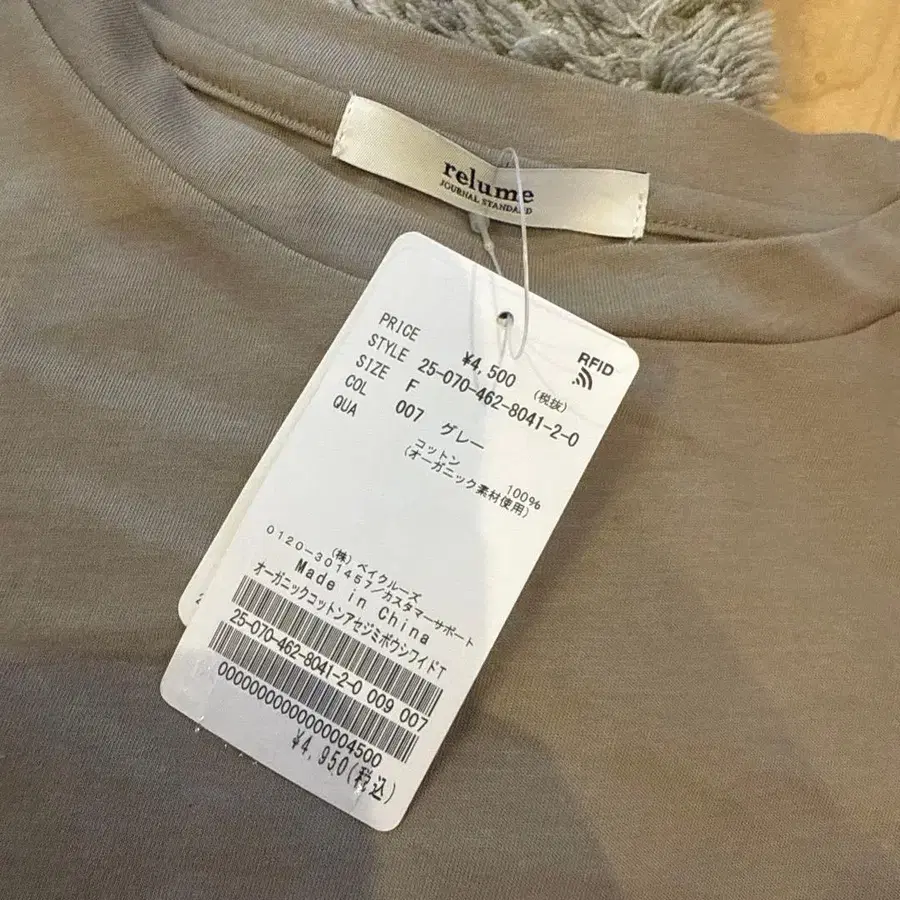 relume
JOURNAL STANDARD
RFID
PRICE ¥4,500 (税抜)
STYLE 25-070-462-8041-2-0
SIZE F
COL 007 グレー
QUA コットン 100%
(オーガニック素材使用)
(株)ベイクルーズ
0120-301457/カスタマーサポート
Made in China
オーガニックコットンアセジミボウシワイドT
25-070-462-8041-2-0 009 007
0000000000000004500
¥4,950(税込)